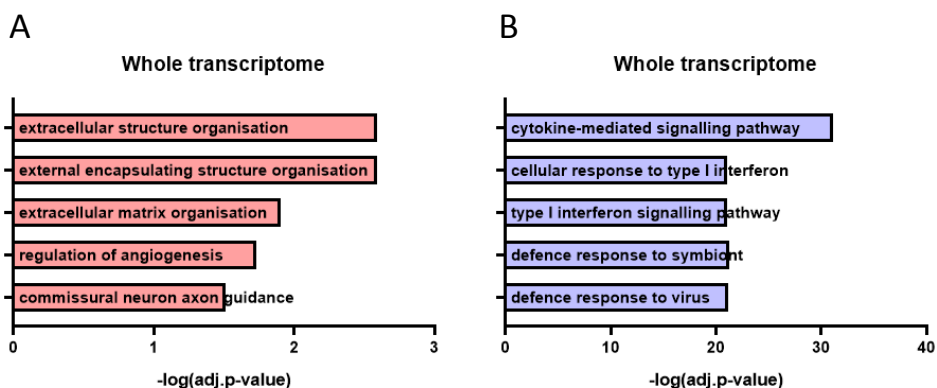 A
Whole transcriptome
extracellular structure organisation
external encapsulating structure organisation
extracellular matrix organisation
regulation of angiogenesis
commissural neuron axon guidance
0 1 2 3
-log(adj.p-value)
B
Whole transcriptome
cytokine-mediated signalling pathway
cellular response to type I interferon
type I interferon signalling pathway
defence response to symbiont
defence response to virus
0 10 20 30 40
-log(adj.p-value)